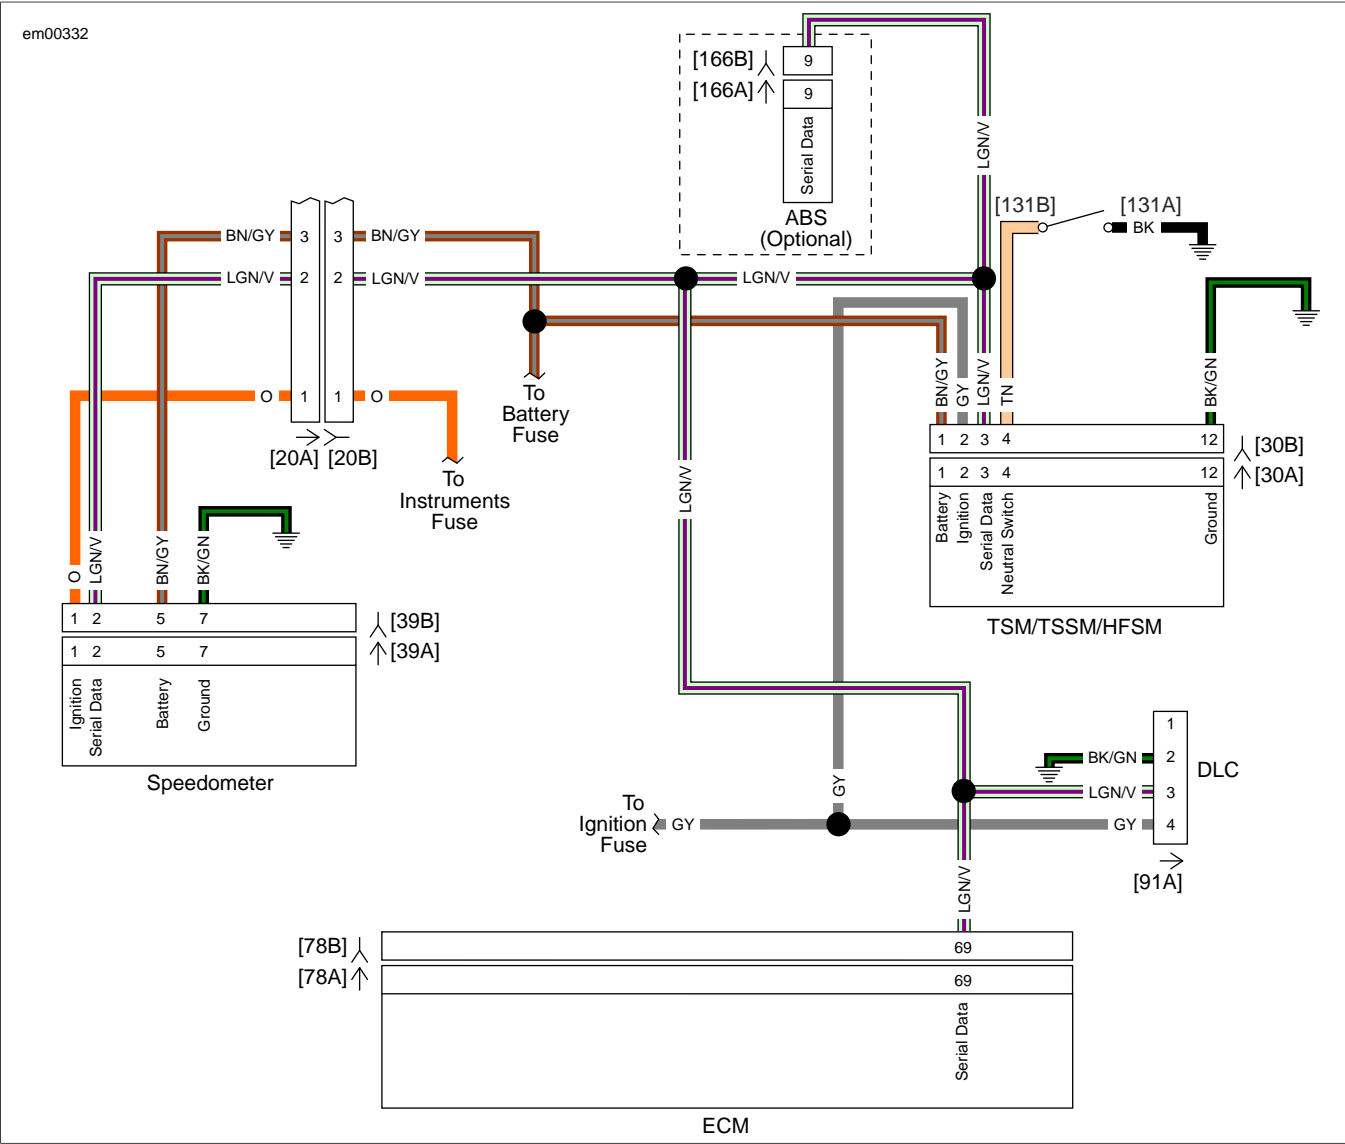 em00332
[166B]
9
[166A]
9
Serial Data
ABS
(Optional)
LGN/V
[131B]
[131A]
BK
BN/GY
3
3
BN/GY
LGN/V
2
2
LGN/V
LGN/V
O
1
1
O
[20A]
[20B]
To
Battery
Fuse
To
Instruments
Fuse
LGN/V
BN/GY
GY
LGN/V
TN
BK/GN
1
2
3
4
12
[30B]
1
2
3
4
12
[30A]
Battery
Ignition
Serial Data
Neutral Switch
Ground
TSM/TSSM/HFSM
O
LGN/V
BN/GY
BK/GN
1
2
5
7
[39B]
1
2
5
7
[39A]
Ignition
Serial Data
Battery
Ground
Speedometer
1
BK/GN
2
DLC
LGN/V
3
GY
4
[91A]
GY
To
Ignition
Fuse
GY
LGN/V
[78B]
69
[78A]
69
Serial Data
ECM